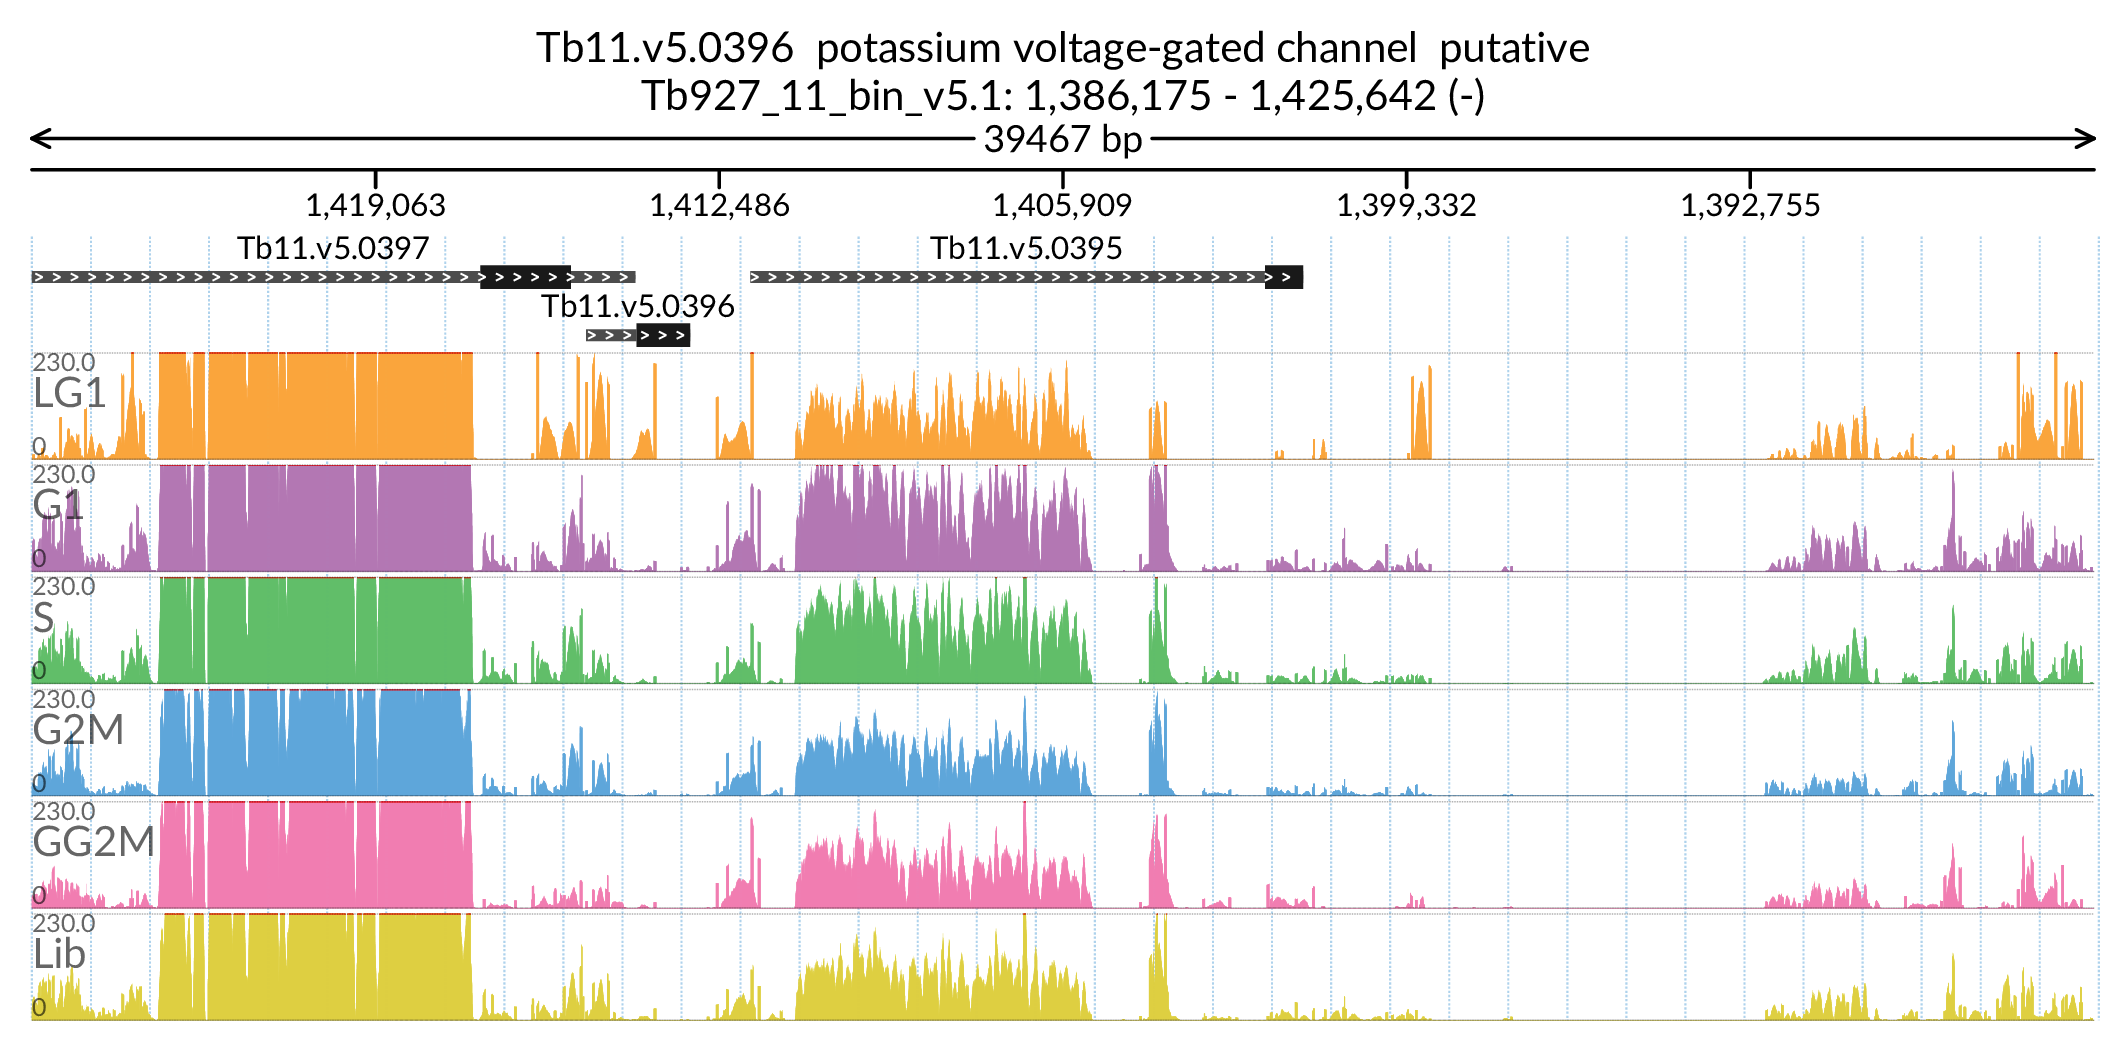 Tb11.v5.0396  potassium voltage-gated channel  putative
Tb927_11_bin_v5.1: 1,386,175 - 1,425,642 (-)
39467 bp
1,419,063 1,412,486 1,405,909 1,399,332 1,392,755
Tb11.v5.0397 Tb11.v5.0395
Tb11.v5.0396
230.0
LG1
0
230.0
G1
0
230.0
S
0
230.0
G2M
0
230.0
GG2M
0
230.0
Lib
0